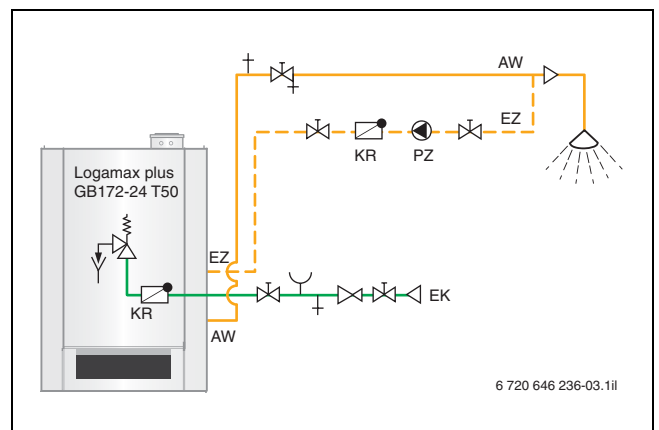 AW
EZ
KR PZ
Logamax plus
GB172-24 T50
EZ
KR
EK
AW
6 720 646 236-03.1il